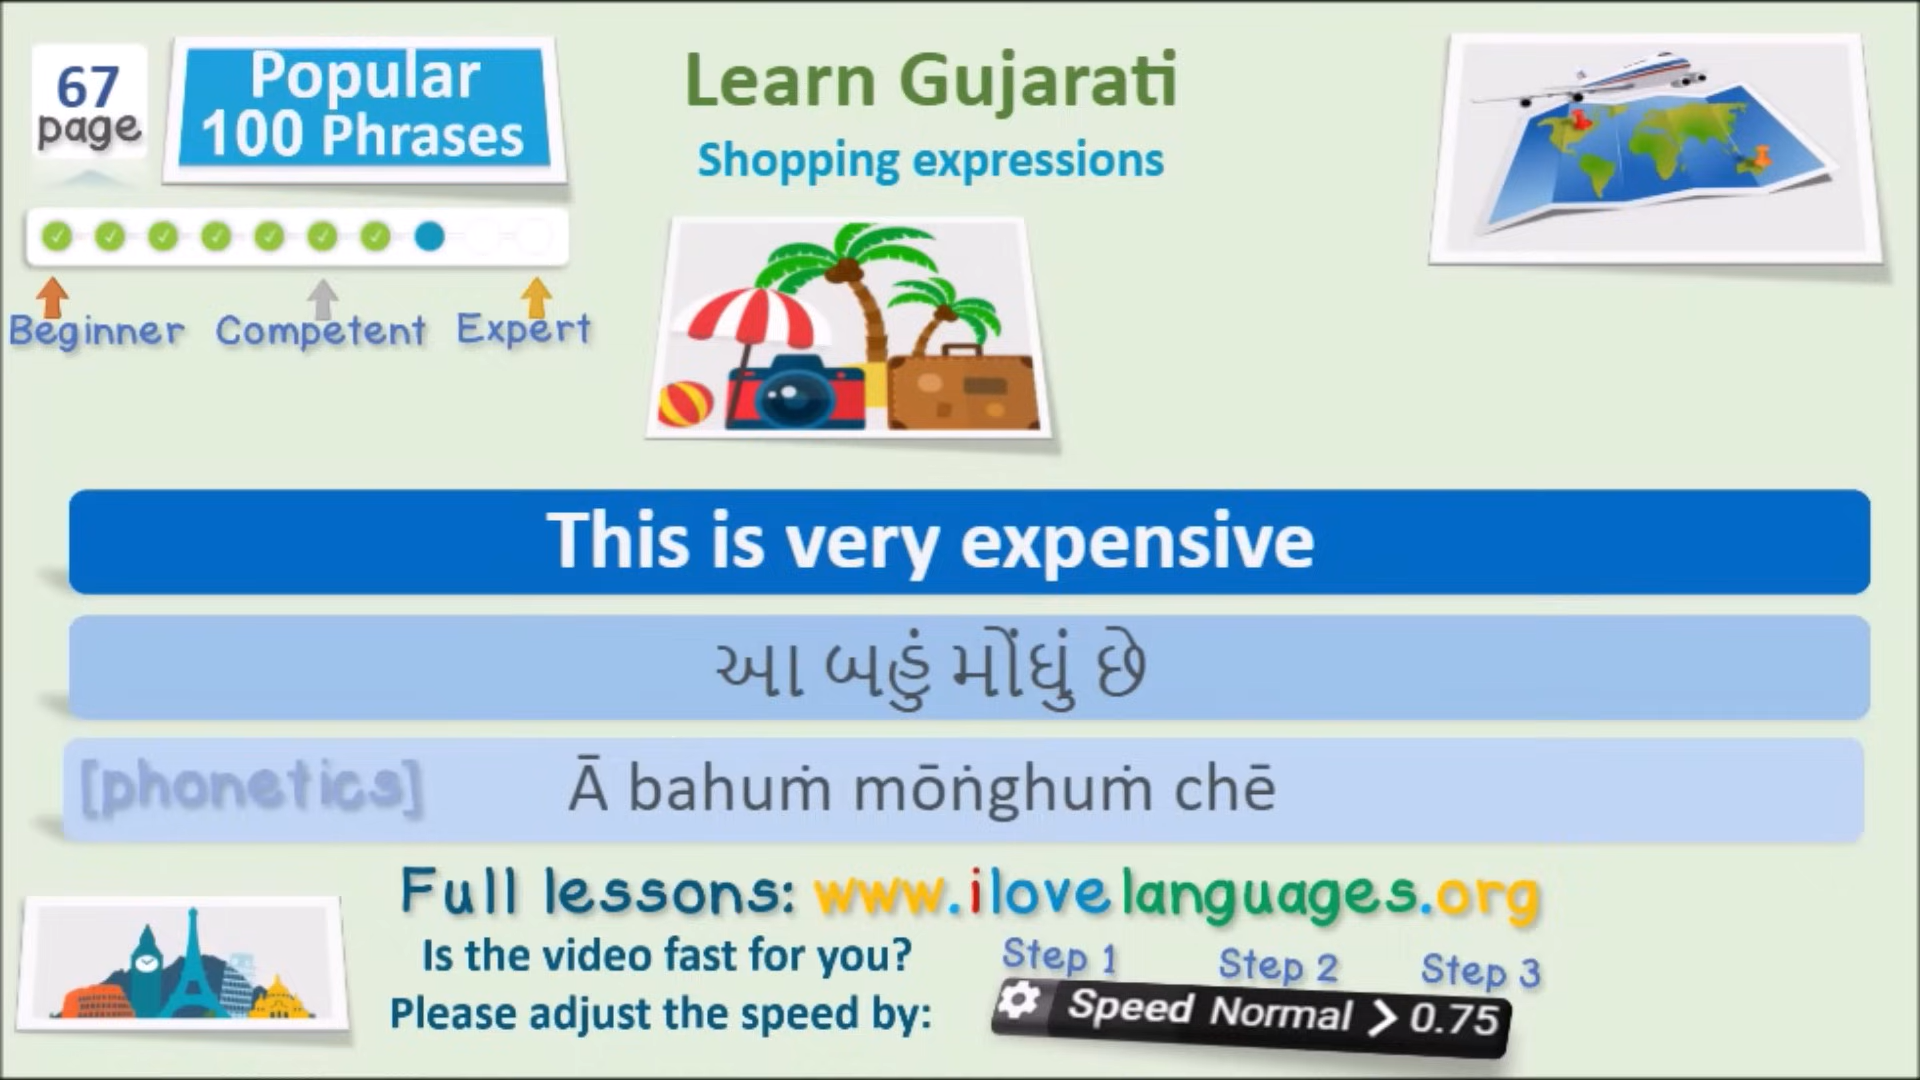 67
page
Popular
100 Phrases
Learn Gujarati
Shopping expressions
Beginner Competent Expert
This is very expensive
આ બહું મોંઘું છે
[phonetics] Ā bahuṁ mōṅghuṁ chē
Full lessons: www.ilovelanguages.org
Is the video fast for you?
Please adjust the speed by:
Step 1 Step 2 Step 3
Speed Normal > 0.75